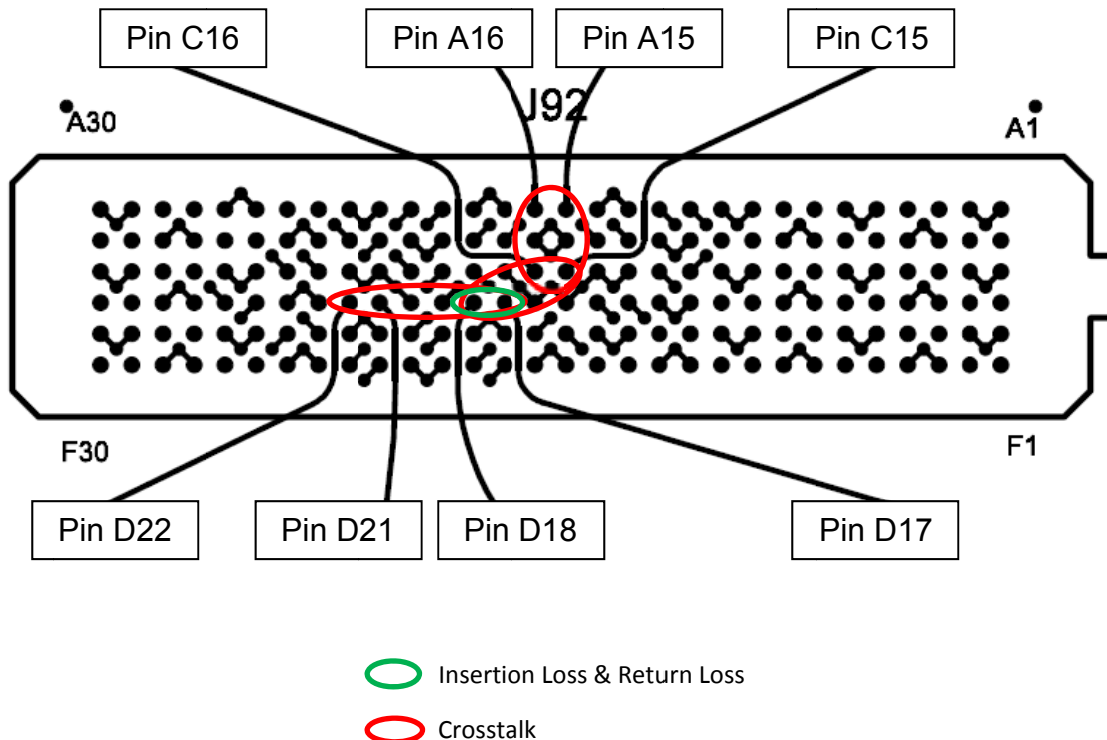 Pin C16
Pin A16
Pin A15
Pin C15
J92
A30
A1
F30
F1
Pin D22
Pin D21
Pin D18
Pin D17
Insertion Loss & Return Loss
Crosstalk